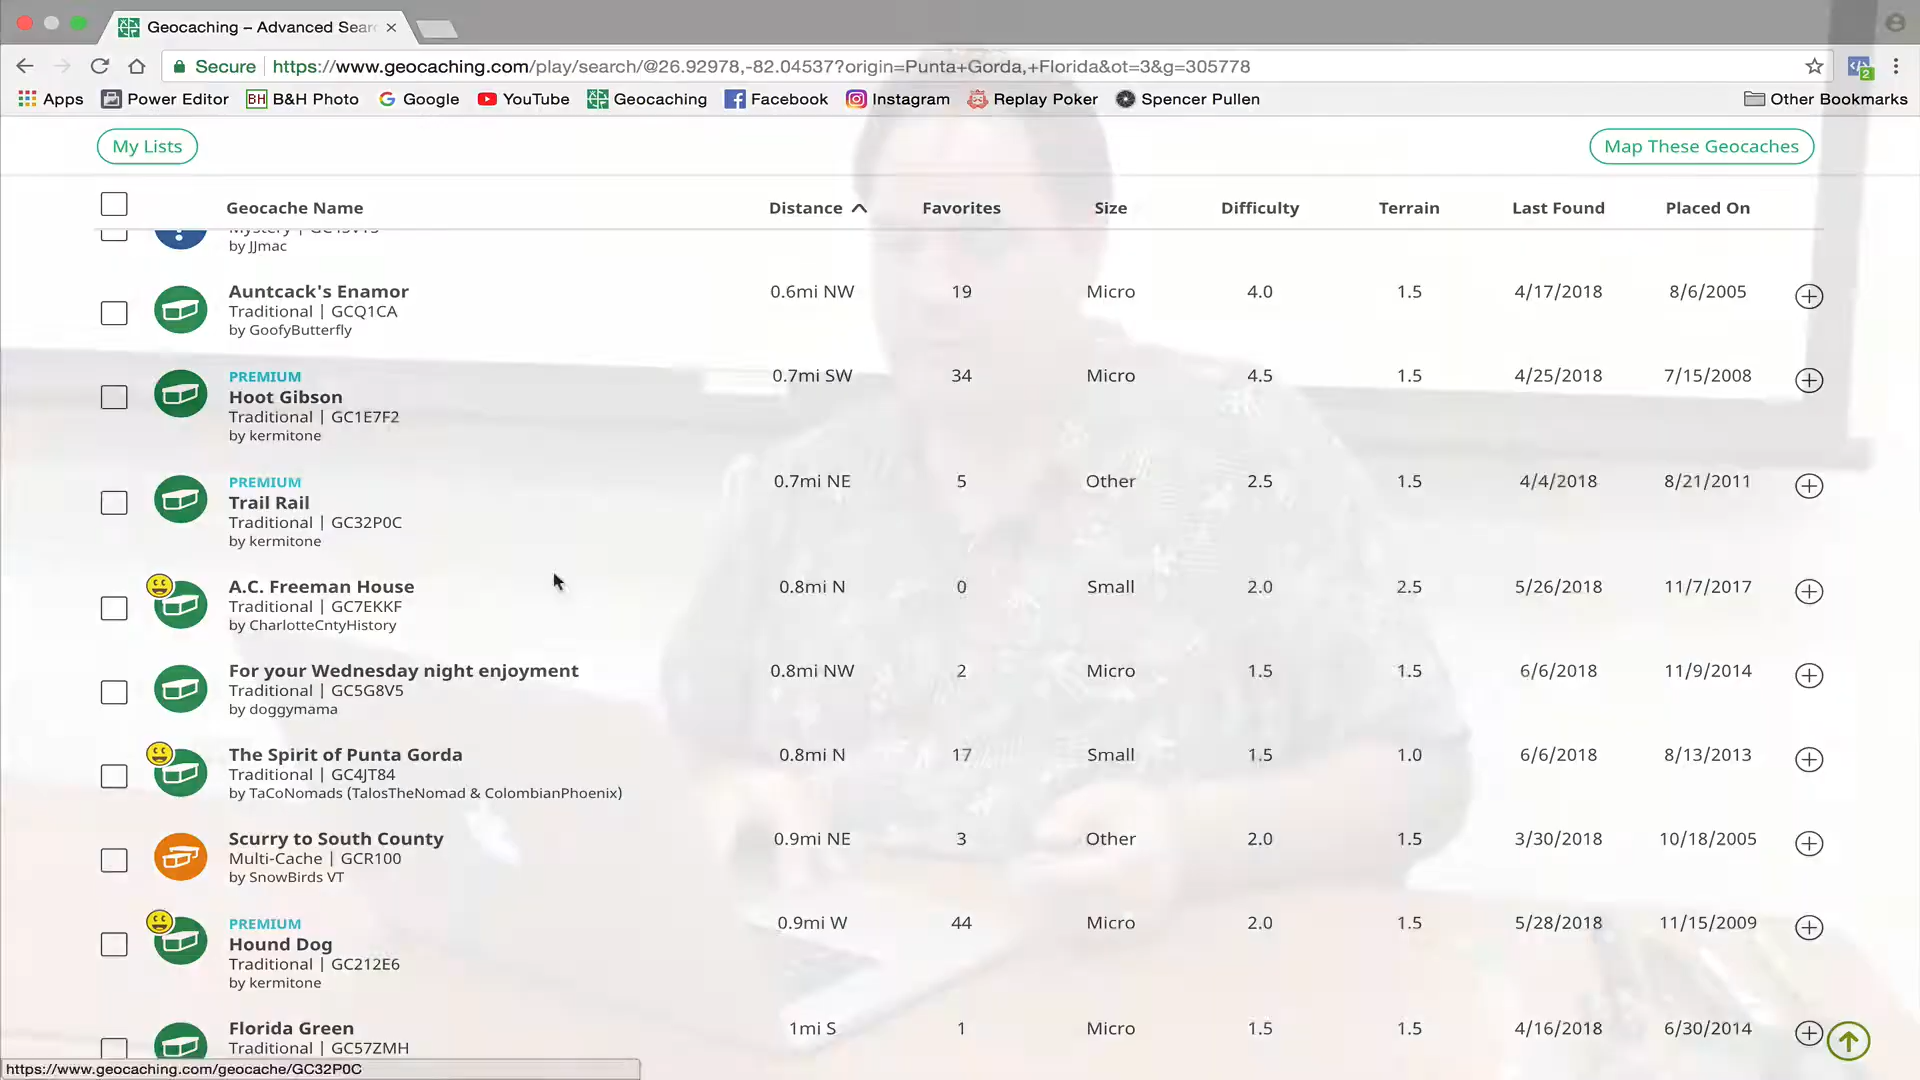 Geocaching – Advanced Sear
Secure https://www.geocaching.com/play/search/@26.92978,-82.04537?origin=Punta+Gorda,+Florida&ot=3&g=305778
Apps Power Editor BH B&H Photo Google YouTube Geocaching Facebook Instagram Replay Poker Spencer Pullen Other Bookmarks
My Lists Map These Geocaches
Geocache Name Distance Favorites Size Difficulty Terrain Last Found Placed On
by JJmac
Auntcack's Enamor 0.6mi NW 19 Micro 4.0 1.5 4/17/2018 8/6/2005
Traditional | GCQ1CA
by GoofyButterfly
PREMIUM 0.7mi SW 34 Micro 4.5 1.5 4/25/2018 7/15/2008
Hoot Gibson
Traditional | GC1E7F2
by kermitone
PREMIUM 0.7mi NE 5 Other 2.5 1.5 4/4/2018 8/21/2011
Trail Rail
Traditional | GC32P0C
by kermitone
A.C. Freeman House 0.8mi N 0 Small 2.0 2.5 5/26/2018 11/7/2017
Traditional | GC7EKKF
by CharlotteCntyHistory
For your Wednesday night enjoyment 0.8mi NW 2 Micro 1.5 1.5 6/6/2018 11/9/2014
Traditional | GC5G8V5
by doggymama
The Spirit of Punta Gorda 0.8mi N 17 Small 1.5 1.0 6/6/2018 8/13/2013
Traditional | GC4JT84
by TaCoNomads (TalosTheNomad & ColombianPhoenix)
Scurry to South County 0.9mi NE 3 Other 2.0 1.5 3/30/2018 10/18/2005
Multi-Cache | GCR100
by SnowBirds VT
PREMIUM 0.9mi W 44 Micro 2.0 1.5 5/28/2018 11/15/2009
Hound Dog
Traditional | GC212E6
by kermitone
Florida Green 1mi S 1 Micro 1.5 1.5 4/16/2018 6/30/2014
Traditional | GC57ZMH
https://www.geocaching.com/geocache/GC32P0C